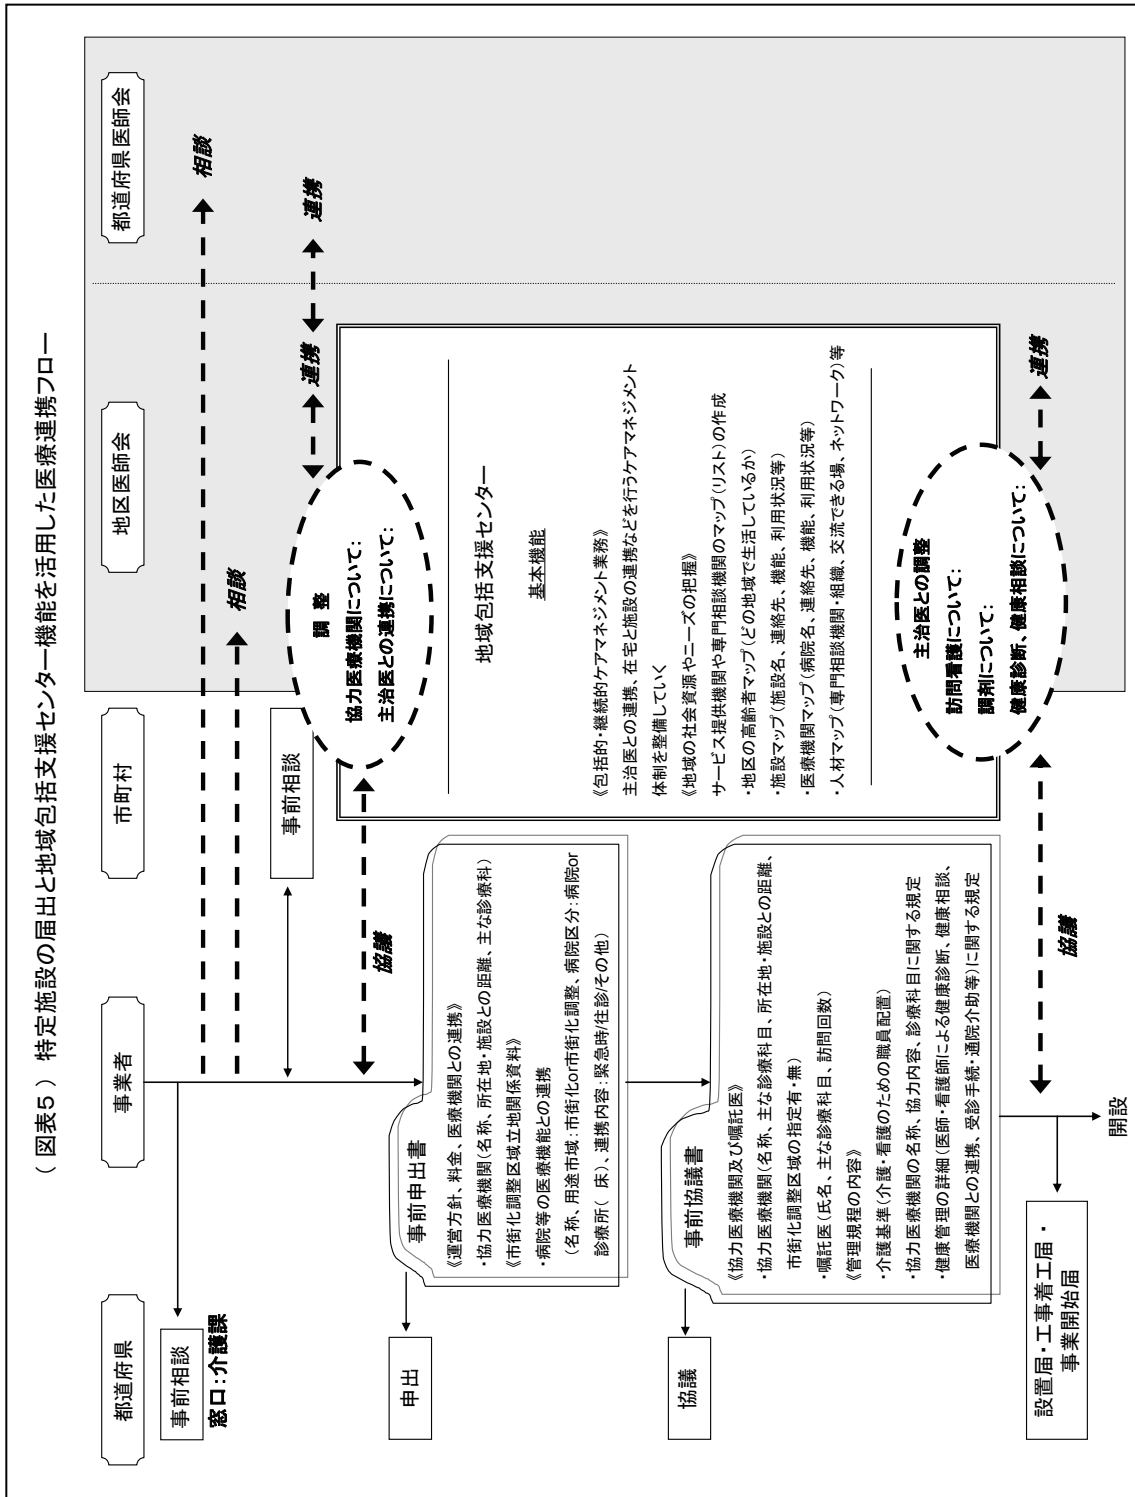 (図表5) 特定施設の届出と地域包括支援センター機能を活用した医療連携フロー
都道府県
事業者
市町村
地区医師会
都道府県医師会
事前相談
窓口:介護課
相談
相談
事前相談
連携
連携
調 整
協力医療機関について:
主治医との連携について:
協議
申出
事前申出書
《運営方針、料金、医療機関との連携》
・協力医療機関(名称、所在地・施設との距離、主な診療科)
《市街化調整区域立地関係資料》
・病院等の医療機能との連携
(名称、用途市域:市街化or市街化調整、病院区分:病院or
診療所( 床)、連携内容:緊急時/往診/その他)
地域包括支援センター
基本機能
《包括的・継続的ケアマネジメント業務》
主治医との連携、在宅と施設の連携などを行うケアマネジメント
体制を整備していく
《地域の社会資源やニーズの把握》
サービス提供機関や専門相談機関のマップ(リスト)の作成
・地区の高齢者マップ(どの地域で生活しているか)
・施設マップ(施設名、連絡先、機能、利用状況等)
・医療機関マップ(病院名、連絡先、機能、利用状況等)
・人材マップ(専門相談機関・組織、交流できる場、ネットワーク)等
協議
事前協議書
《協力医療機関及び嘱託医》
・協力医療機関(名称、主な診療科目、所在地・施設との距離、
市街化調整区域の指定有・無)
・嘱託医(氏名、主な診療科目、訪問回数)
《管理規程の内容》
・介護基準(介護・看護のための職員配置)
・協力医療機関の名称、協力内容、診療科目に関する規定
・健康管理の詳細(医師・看護師による健康診断、健康相談、
医療機関との連携、受診手続・通院介助等)に関する規定
主治医との調整
訪問看護について:
調剤について:
健康診断、健康相談について:
連携
協議
設置届・工事着工届・
事業開始届
開設